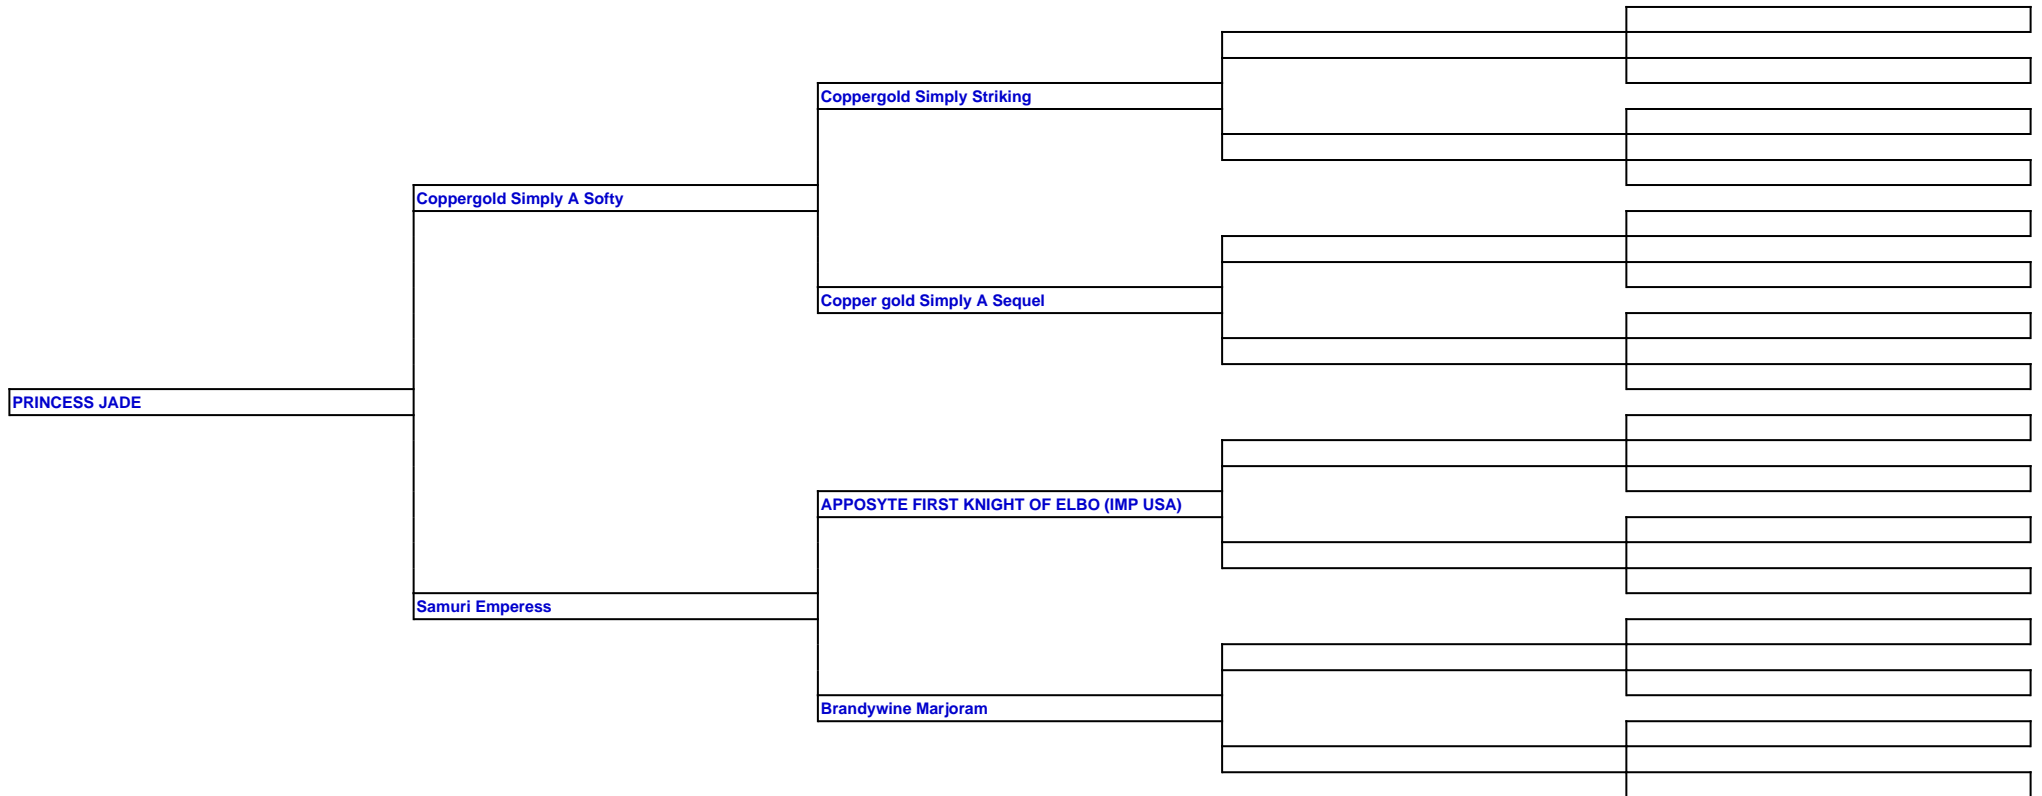 Coppergold Simply Striking
Coppergold Simply A Softy
Copper gold Simply A Sequel
PRINCESS JADE
APPOSYTE FIRST KNIGHT OF ELBO (IMP USA)
Samuri Emperess
Brandywine Marjoram